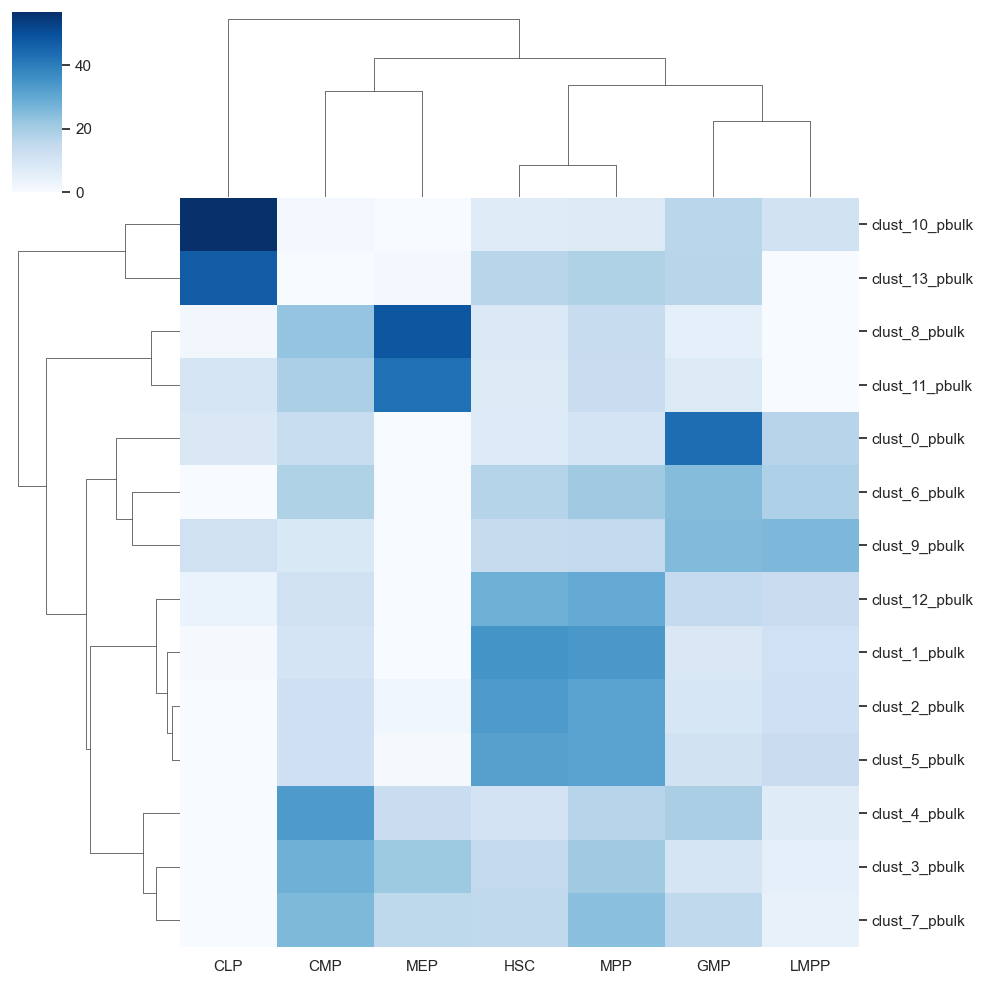 40
20
0
clust_10_pbulk
clust_13_pbulk
clust_8_pbulk
clust_11_pbulk
clust_0_pbulk
clust_6_pbulk
clust_9_pbulk
clust_12_pbulk
clust_1_pbulk
clust_2_pbulk
clust_5_pbulk
clust_4_pbulk
clust_3_pbulk
clust_7_pbulk
CLP CMP MEP HSC MPP GMP LMPP